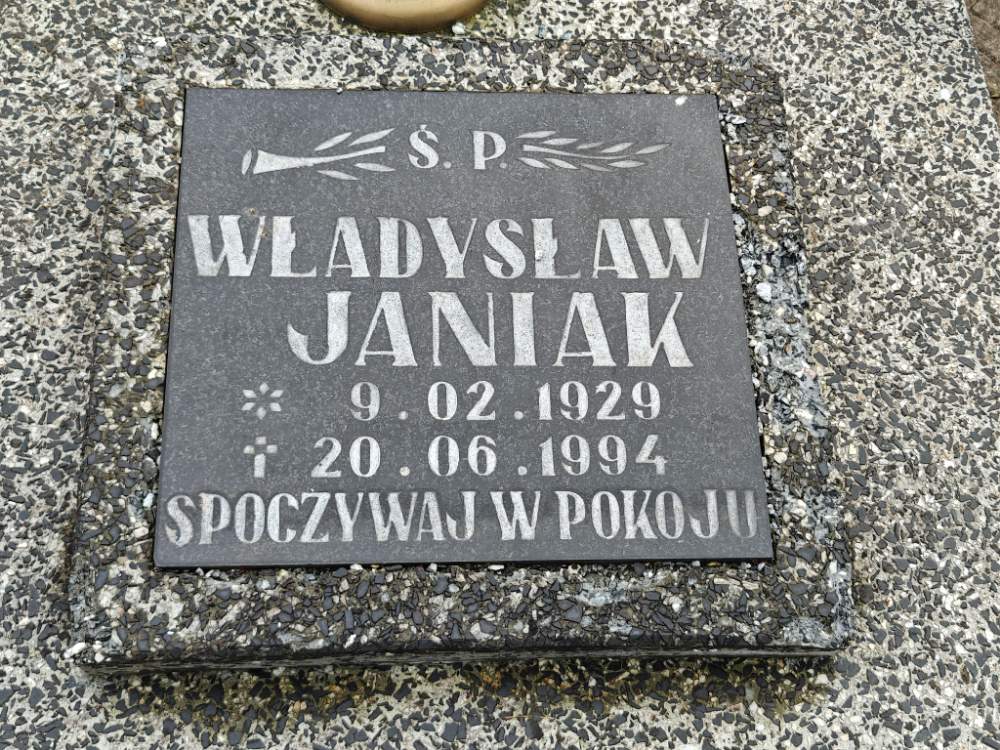 Ś. P.
WŁADYSŁAW
JANIAK
* 9.02.1929
† 20.06.1994
SPOCZYWAJ W POKOJU